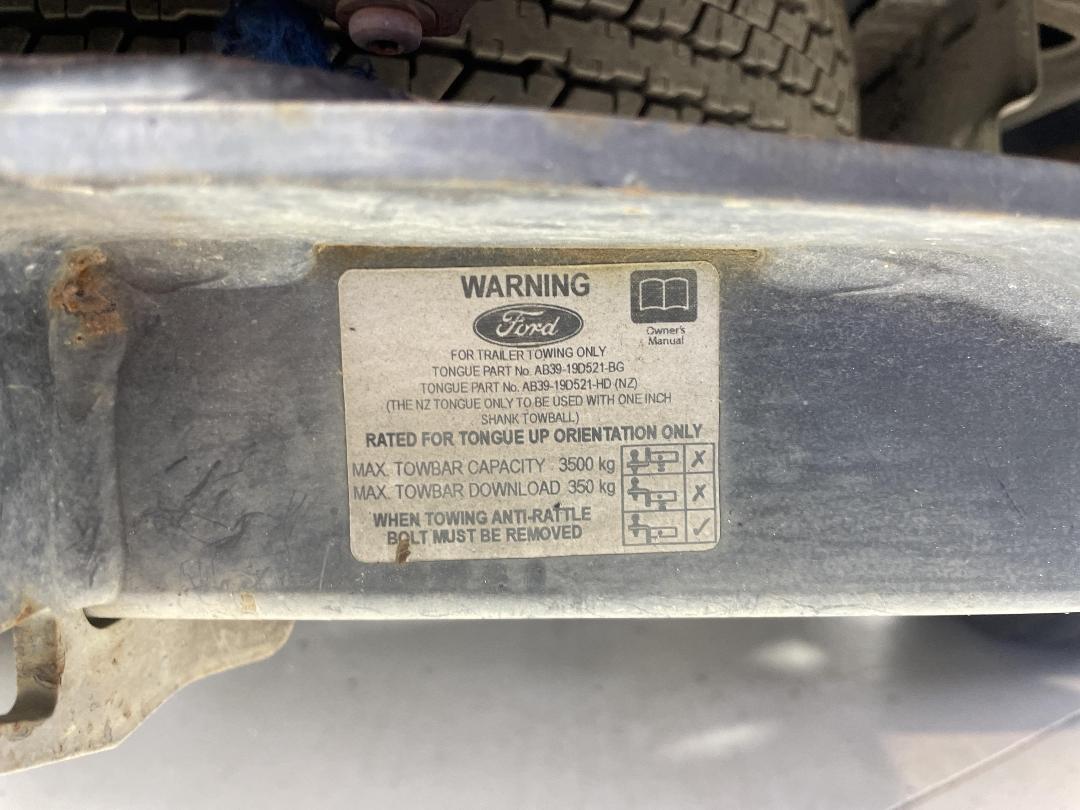 WARNING
Ford
Owner's
Manual
FOR TRAILER TOWING ONLY
TONGUE PART No. AB39-19D521-BG
TONGUE PART No. AB39-19D521-HD (NZ)
(THE NZ TONGUE ONLY TO BE USED WITH ONE INCH
SHANK TOWBALL)
RATED FOR TONGUE UP ORIENTATION ONLY
MAX. TOWBAR CAPACITY 3500 kg
MAX. TOWBAR DOWNLOAD 350 kg
WHEN TOWING ANTI-RATTLE
BOLT MUST BE REMOVED